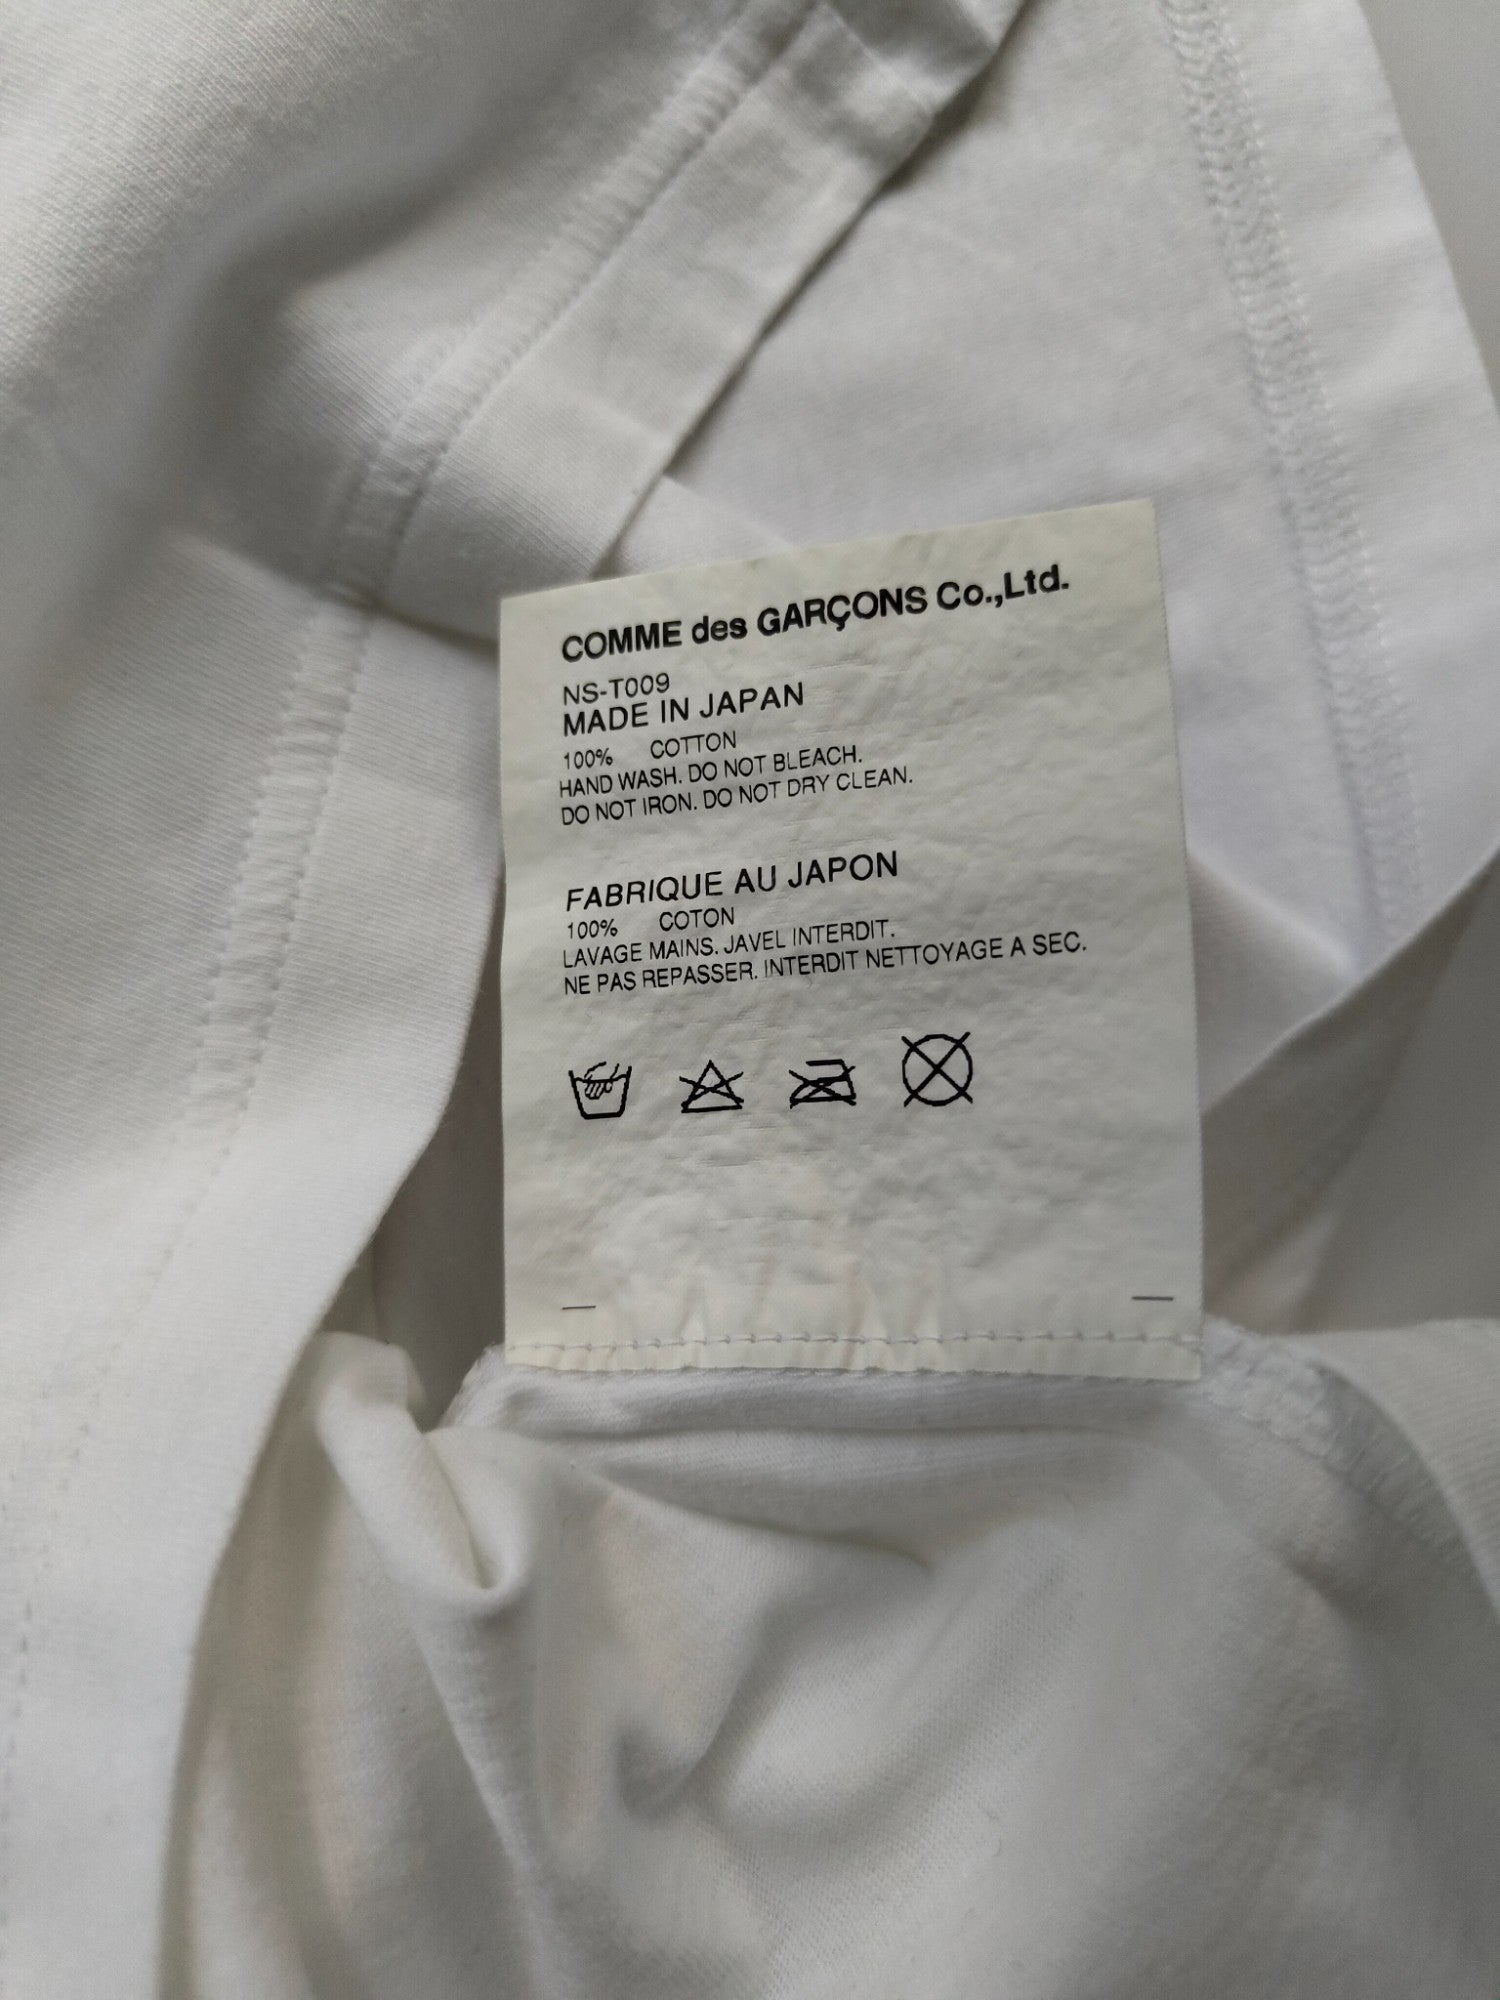 COMME des GARÇONS Co.,Ltd.
NS-T009
MADE IN JAPAN
100% COTTON
HAND WASH. DO NOT BLEACH.
DO NOT IRON. DO NOT DRY CLEAN.
FABRIQUE AU JAPON
100% COTON
LAVAGE MAINS. JAVEL INTERDIT.
NE PAS REPASSER. INTERDIT NETTOYAGE A SEC.